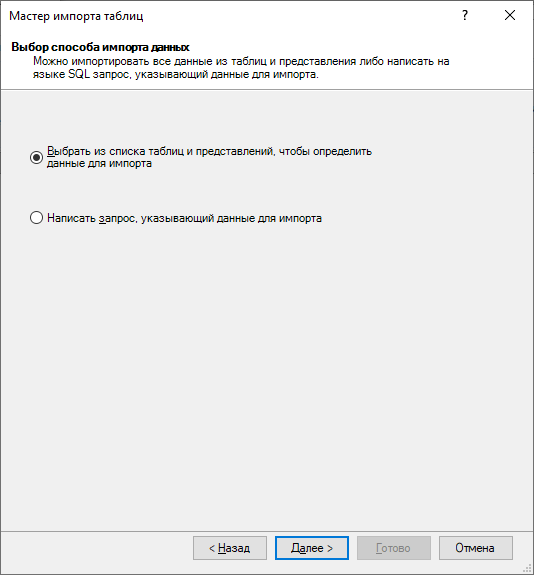 Мастер импорта таблиц
?
Выбор способа импорта данных
Можно импортировать все данные из таблиц и представления либо написать на
языке SQL запрос, указывающий данные для импорта.
Выбрать из списка таблиц и представлений, чтобы определить
данные для импорта
Написать запрос, указывающий данные для импорта
< Назад
Далее >
Готово
Отмена